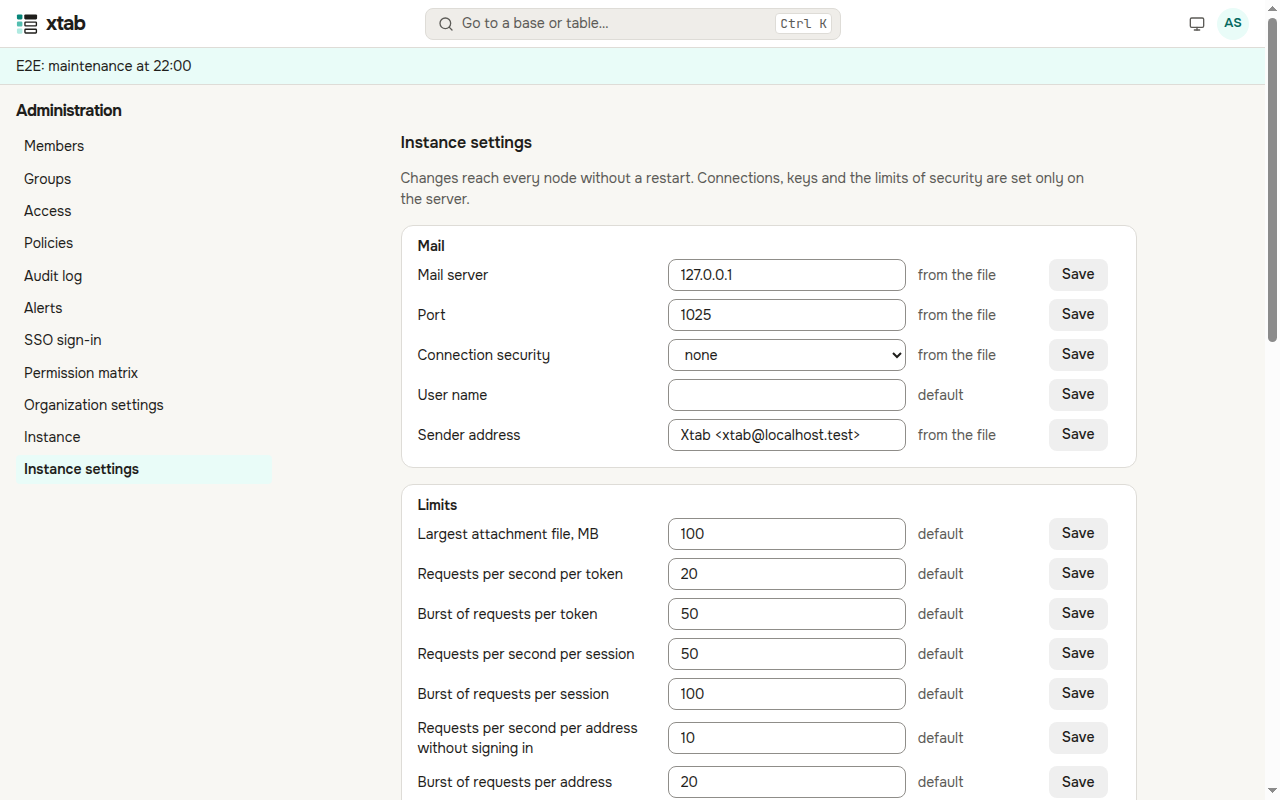 xtab
Go to a base or table...
Ctrl K
AS
E2E: maintenance at 22:00
Administration
Members
Groups
Access
Policies
Audit log
Alerts
SSO sign-in
Permission matrix
Organization settings
Instance
Instance settings
Instance settings
Changes reach every node without a restart. Connections, keys and the limits of security are set only on
the server.
Mail
Mail server 127.0.0.1 from the file Save
Port 1025 from the file Save
Connection security none from the file Save
User name default Save
Sender address Xtab <xtab@localhost.test> from the file Save
Limits
Largest attachment file, MB 100 default Save
Requests per second per token 20 default Save
Burst of requests per token 50 default Save
Requests per second per session 50 default Save
Burst of requests per session 100 default Save
Requests per second per address
without signing in 10 default Save
Burst of requests per address 20 default Save